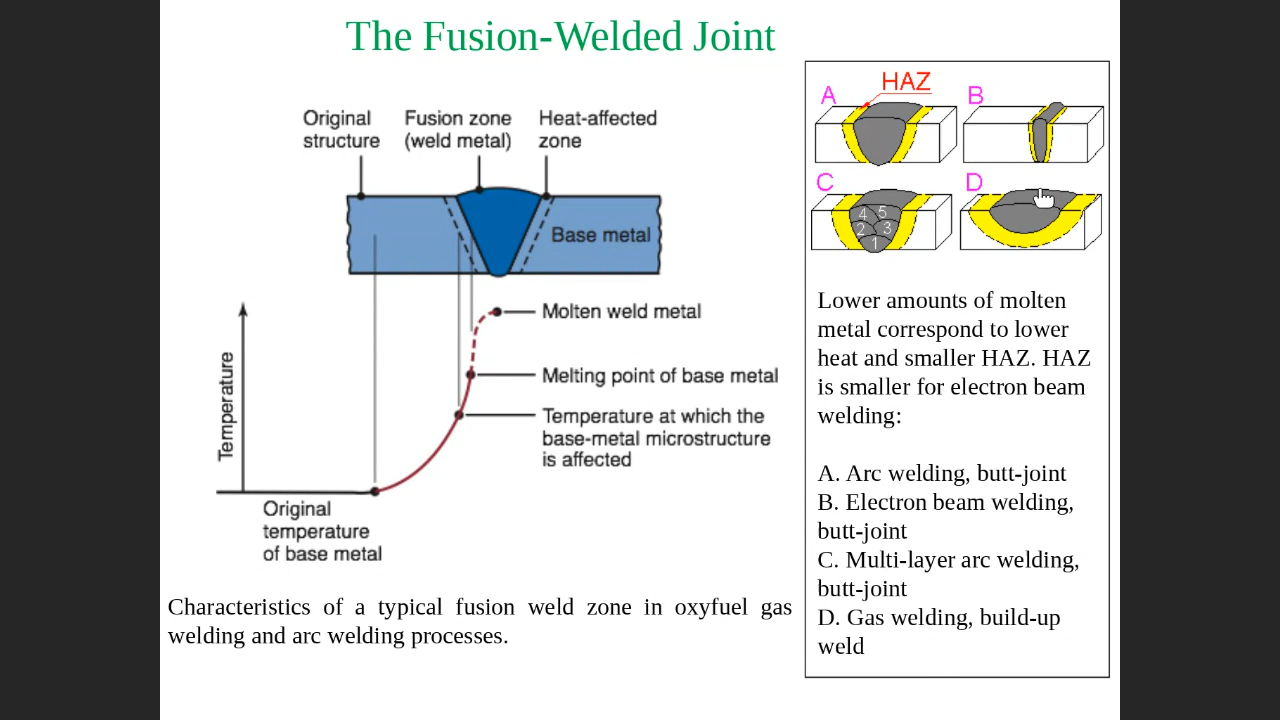 The Fusion-Welded Joint
Original
structure
Fusion zone
(weld metal)
Heat-affected
zone
Base metal
Temperature
Molten weld metal
Melting point of base metal
Temperature at which the
base-metal microstructure
is affected
Original
temperature
of base metal
Characteristics of a typical fusion weld zone in oxyfuel gas
welding and arc welding processes.
HAZ
A
B
C
4 5
2 3
1
D
Lower amounts of molten
metal correspond to lower
heat and smaller HAZ. HAZ
is smaller for electron beam
welding:
A. Arc welding, butt-joint
B. Electron beam welding,
butt-joint
C. Multi-layer arc welding,
butt-joint
D. Gas welding, build-up
weld